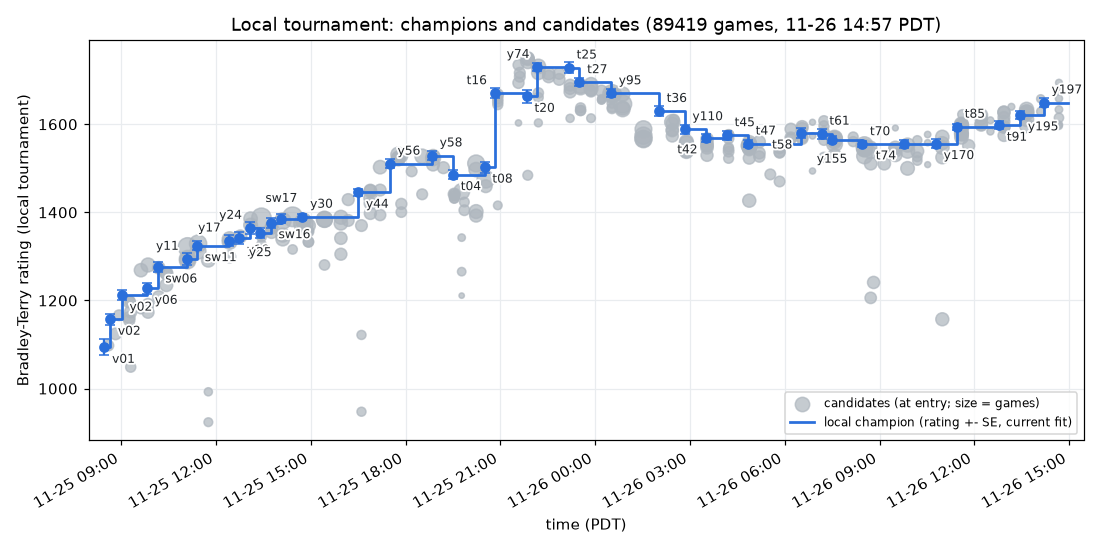 Local tournament: champions and candidates (89419 games, 11-26 14:57 PDT)
Bradley-Terry rating (local tournament)
1600
1400
1200
1000
v01
v02
y02
y06
y11
sw06
y17
sw11
y24
y25
sw17
sw16
y30
y44
y56
y58
t04
t08
t16
t20
y74
t25
t27
y95
t36
t42
y110
t45
t47
t58
t61
y155
t70
t74
y170
t85
t91
y195
y197
candidates (at entry; size = games)
local champion (rating +- SE, current fit)
11-25 09:00
11-25 12:00
11-25 15:00
11-25 18:00
11-25 21:00
11-26 00:00
11-26 03:00
11-26 06:00
11-26 09:00
11-26 12:00
11-26 15:00
time (PDT)